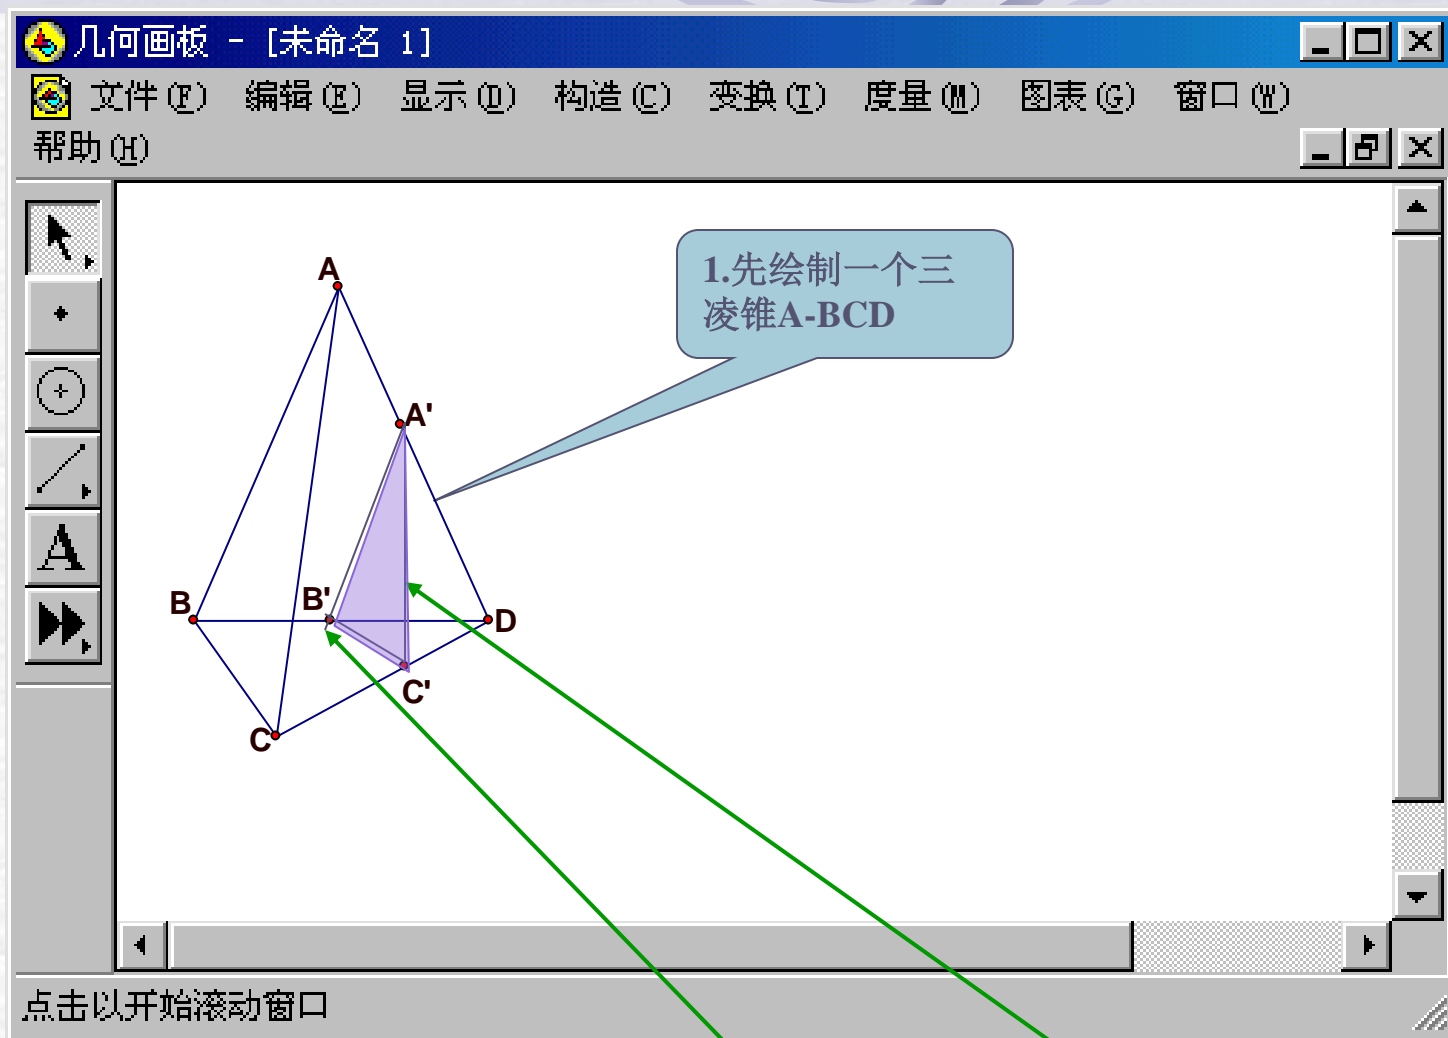 几何画板 - [未命名 1]
文件(F) 编辑(E) 显示(D) 构造(C) 变换(T) 度量(M) 图表(G) 窗口(W)
帮助(H)
1.先绘制一个三
凌锥A-BCD
A
A'
B
B'
D
C'
C
A
点击以开始滚动窗口